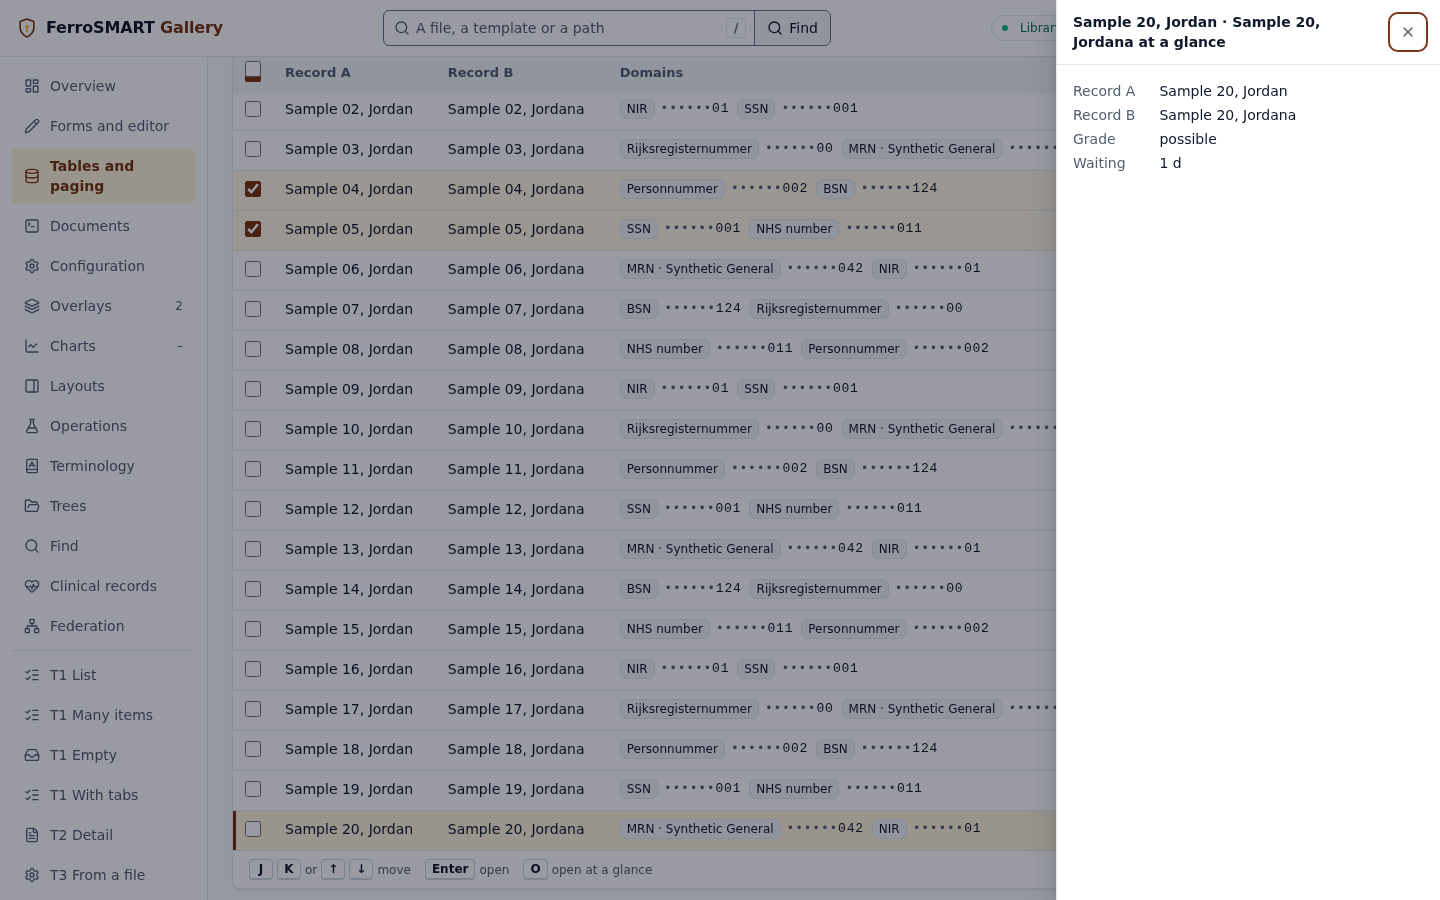 FerroSMART Gallery
A file, a template or a path
/
Find
Overview
Forms and editor
Tables and
paging
Documents
Configuration
Overlays 2
Charts –
Layouts
Operations
Terminology
Trees
Find
Clinical records
Federation
T1 List
T1 Many items
T1 Empty
T1 With tabs
T2 Detail
T3 From a file
Record A Record B Domains
Sample 02, Jordan Sample 02, Jordana NIR ••••••01 SSN ••••••001
Sample 03, Jordan Sample 03, Jordana Rijksregisternummer ••••••00 MRN · Synthetic General ••••••
Sample 04, Jordan Sample 04, Jordana Personnummer ••••••002 BSN ••••••124
Sample 05, Jordan Sample 05, Jordana SSN ••••••001 NHS number ••••••011
Sample 06, Jordan Sample 06, Jordana MRN · Synthetic General ••••••042 NIR ••••••01
Sample 07, Jordan Sample 07, Jordana BSN ••••••124 Rijksregisternummer ••••••00
Sample 08, Jordan Sample 08, Jordana NHS number ••••••011 Personnummer ••••••002
Sample 09, Jordan Sample 09, Jordana NIR ••••••01 SSN ••••••001
Sample 10, Jordan Sample 10, Jordana Rijksregisternummer ••••••00 MRN · Synthetic General ••••••
Sample 11, Jordan Sample 11, Jordana Personnummer ••••••002 BSN ••••••124
Sample 12, Jordan Sample 12, Jordana SSN ••••••001 NHS number ••••••011
Sample 13, Jordan Sample 13, Jordana MRN · Synthetic General ••••••042 NIR ••••••01
Sample 14, Jordan Sample 14, Jordana BSN ••••••124 Rijksregisternummer ••••••00
Sample 15, Jordan Sample 15, Jordana NHS number ••••••011 Personnummer ••••••002
Sample 16, Jordan Sample 16, Jordana NIR ••••••01 SSN ••••••001
Sample 17, Jordan Sample 17, Jordana Rijksregisternummer ••••••00 MRN · Synthetic General ••••••
Sample 18, Jordan Sample 18, Jordana Personnummer ••••••002 BSN ••••••124
Sample 19, Jordan Sample 19, Jordana SSN ••••••001 NHS number ••••••011
Sample 20, Jordan Sample 20, Jordana MRN · Synthetic General ••••••042 NIR ••••••01
J K or ↑ ↓ move Enter open O open at a glance
Sample 20, Jordan · Sample 20,
Jordana at a glance
Record A Sample 20, Jordan
Record B Sample 20, Jordana
Grade possible
Waiting 1 d